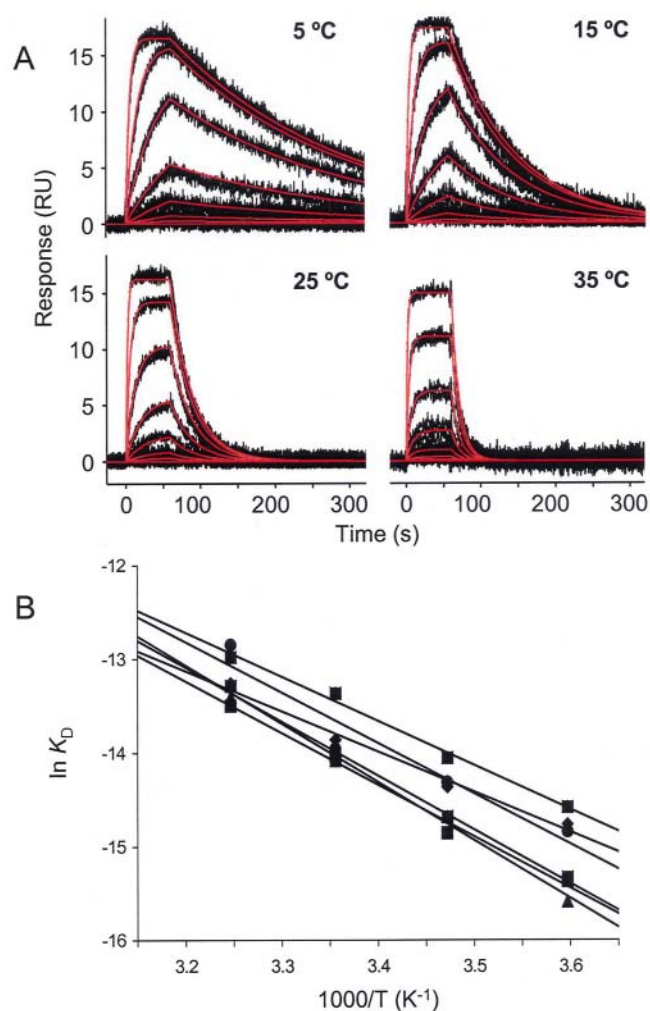 A
5 ºC
15 ºC
15
10
5
0
25 ºC
35 ºC
15
10
5
0
Response (RU)
0 100 200 300
0 100 200 300
Time (s)
B
-12
-13
-14
-15
-16
ln K_D
3.2 3.3 3.4 3.5 3.6
1000/T (K⁻¹)